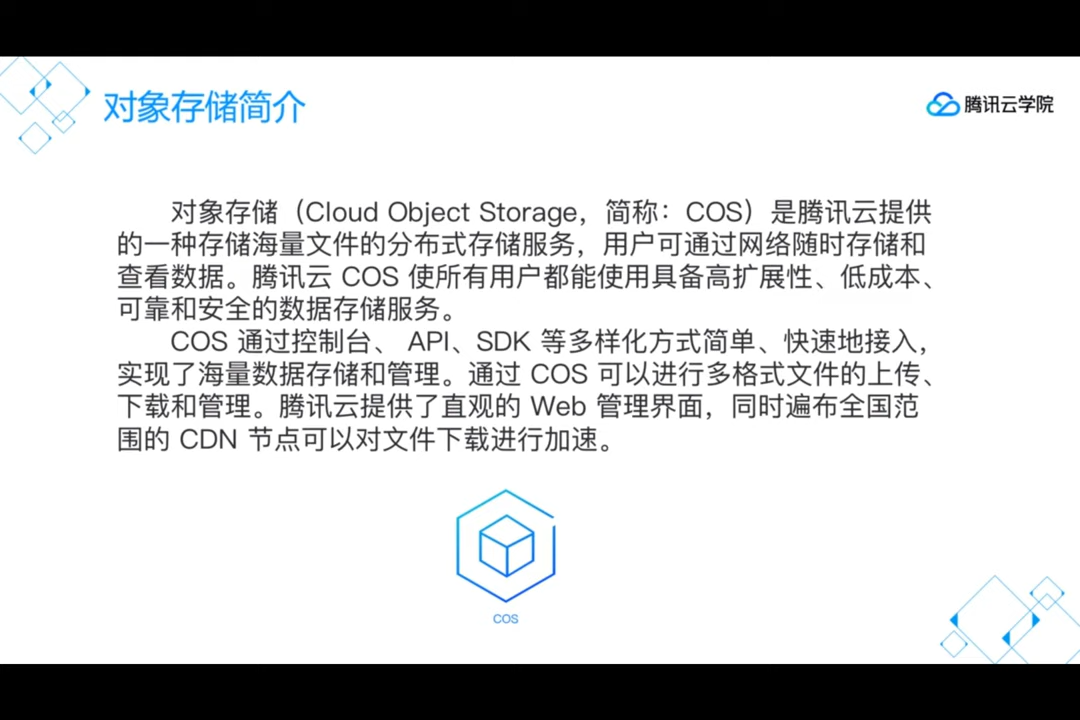 对象存储简介
腾讯云学院
对象存储（Cloud Object Storage，简称：COS）是腾讯云提供
的一种存储海量文件的分布式存储服务，用户可通过网络随时存储和
查看数据。腾讯云 COS 使所有用户都能使用具备高扩展性、低成本、
可靠和安全的数据存储服务。
COS 通过控制台、 API、SDK 等多样化方式简单、快速地接入，
实现了海量数据存储和管理。通过 COS 可以进行多格式文件的上传、
下载和管理。腾讯云提供了直观的 Web 管理界面，同时遍布全国范
围的 CDN 节点可以对文件下载进行加速。
COS